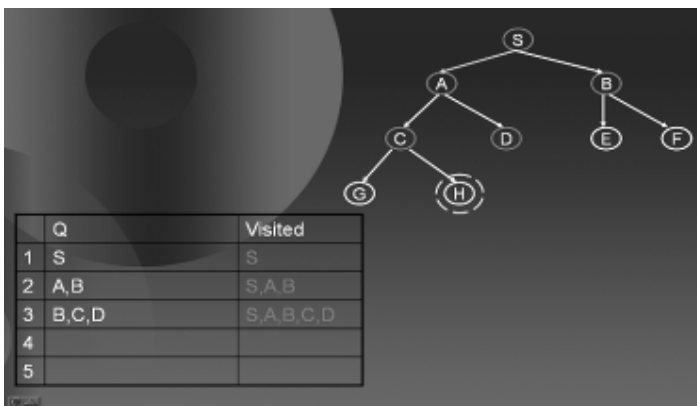 S
A B
C D E F
G H
Q Visited
1 S S
2 A,B S,A,B
3 B,C,D S,A,B,C,D
4
5